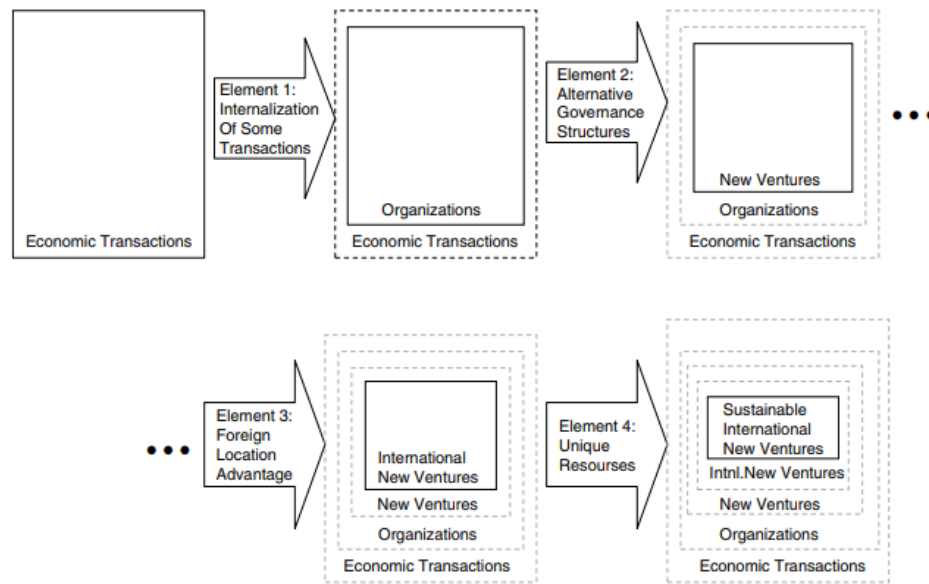 Element 1:
Internalization
Of Some
Transactions
Economic Transactions
Organizations
Economic Transactions
Element 2:
Alternative
Governance
Structures
New Ventures
Organizations
Economic Transactions
Element 3:
Foreign
Location
Advantage
International
New Ventures
New Ventures
Organizations
Economic Transactions
Element 4:
Unique
Resourses
Sustainable
International
New Ventures
Intnl.New Ventures
New Ventures
Organizations
Economic Transactions